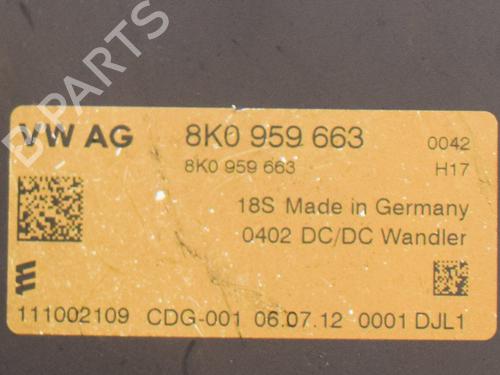 B-PARTS
VW AG 8K0 959 663 0042
8K0 959 663 H17
18S Made in Germany
0402 DC/DC Wandler
111002109 CDG-001 06.07.12 0001 DJL1